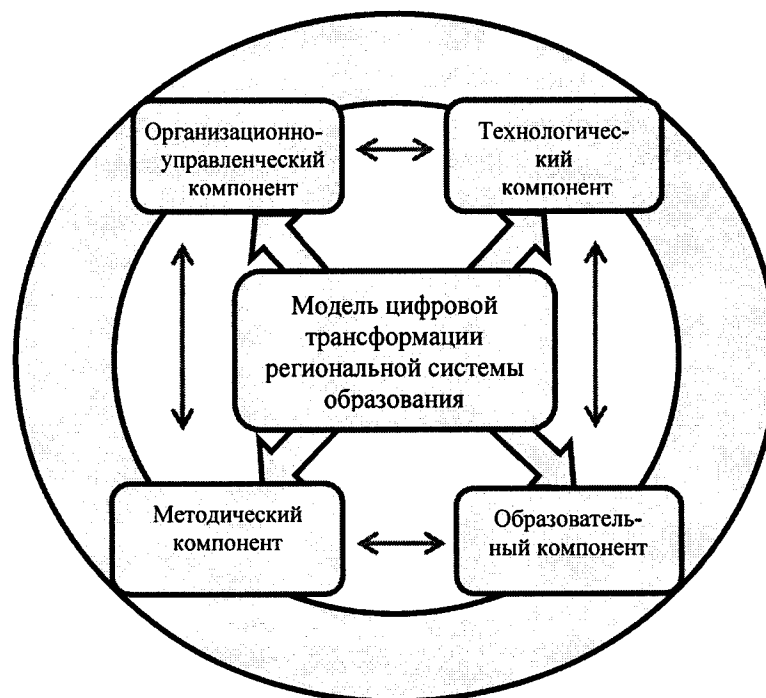 Организационно-
управленческий
компонент
Технологичес-
кий
компонент
Модель цифровой
трансформации
региональной системы
образования
Методический
компонент
Образователь-
ный компонент